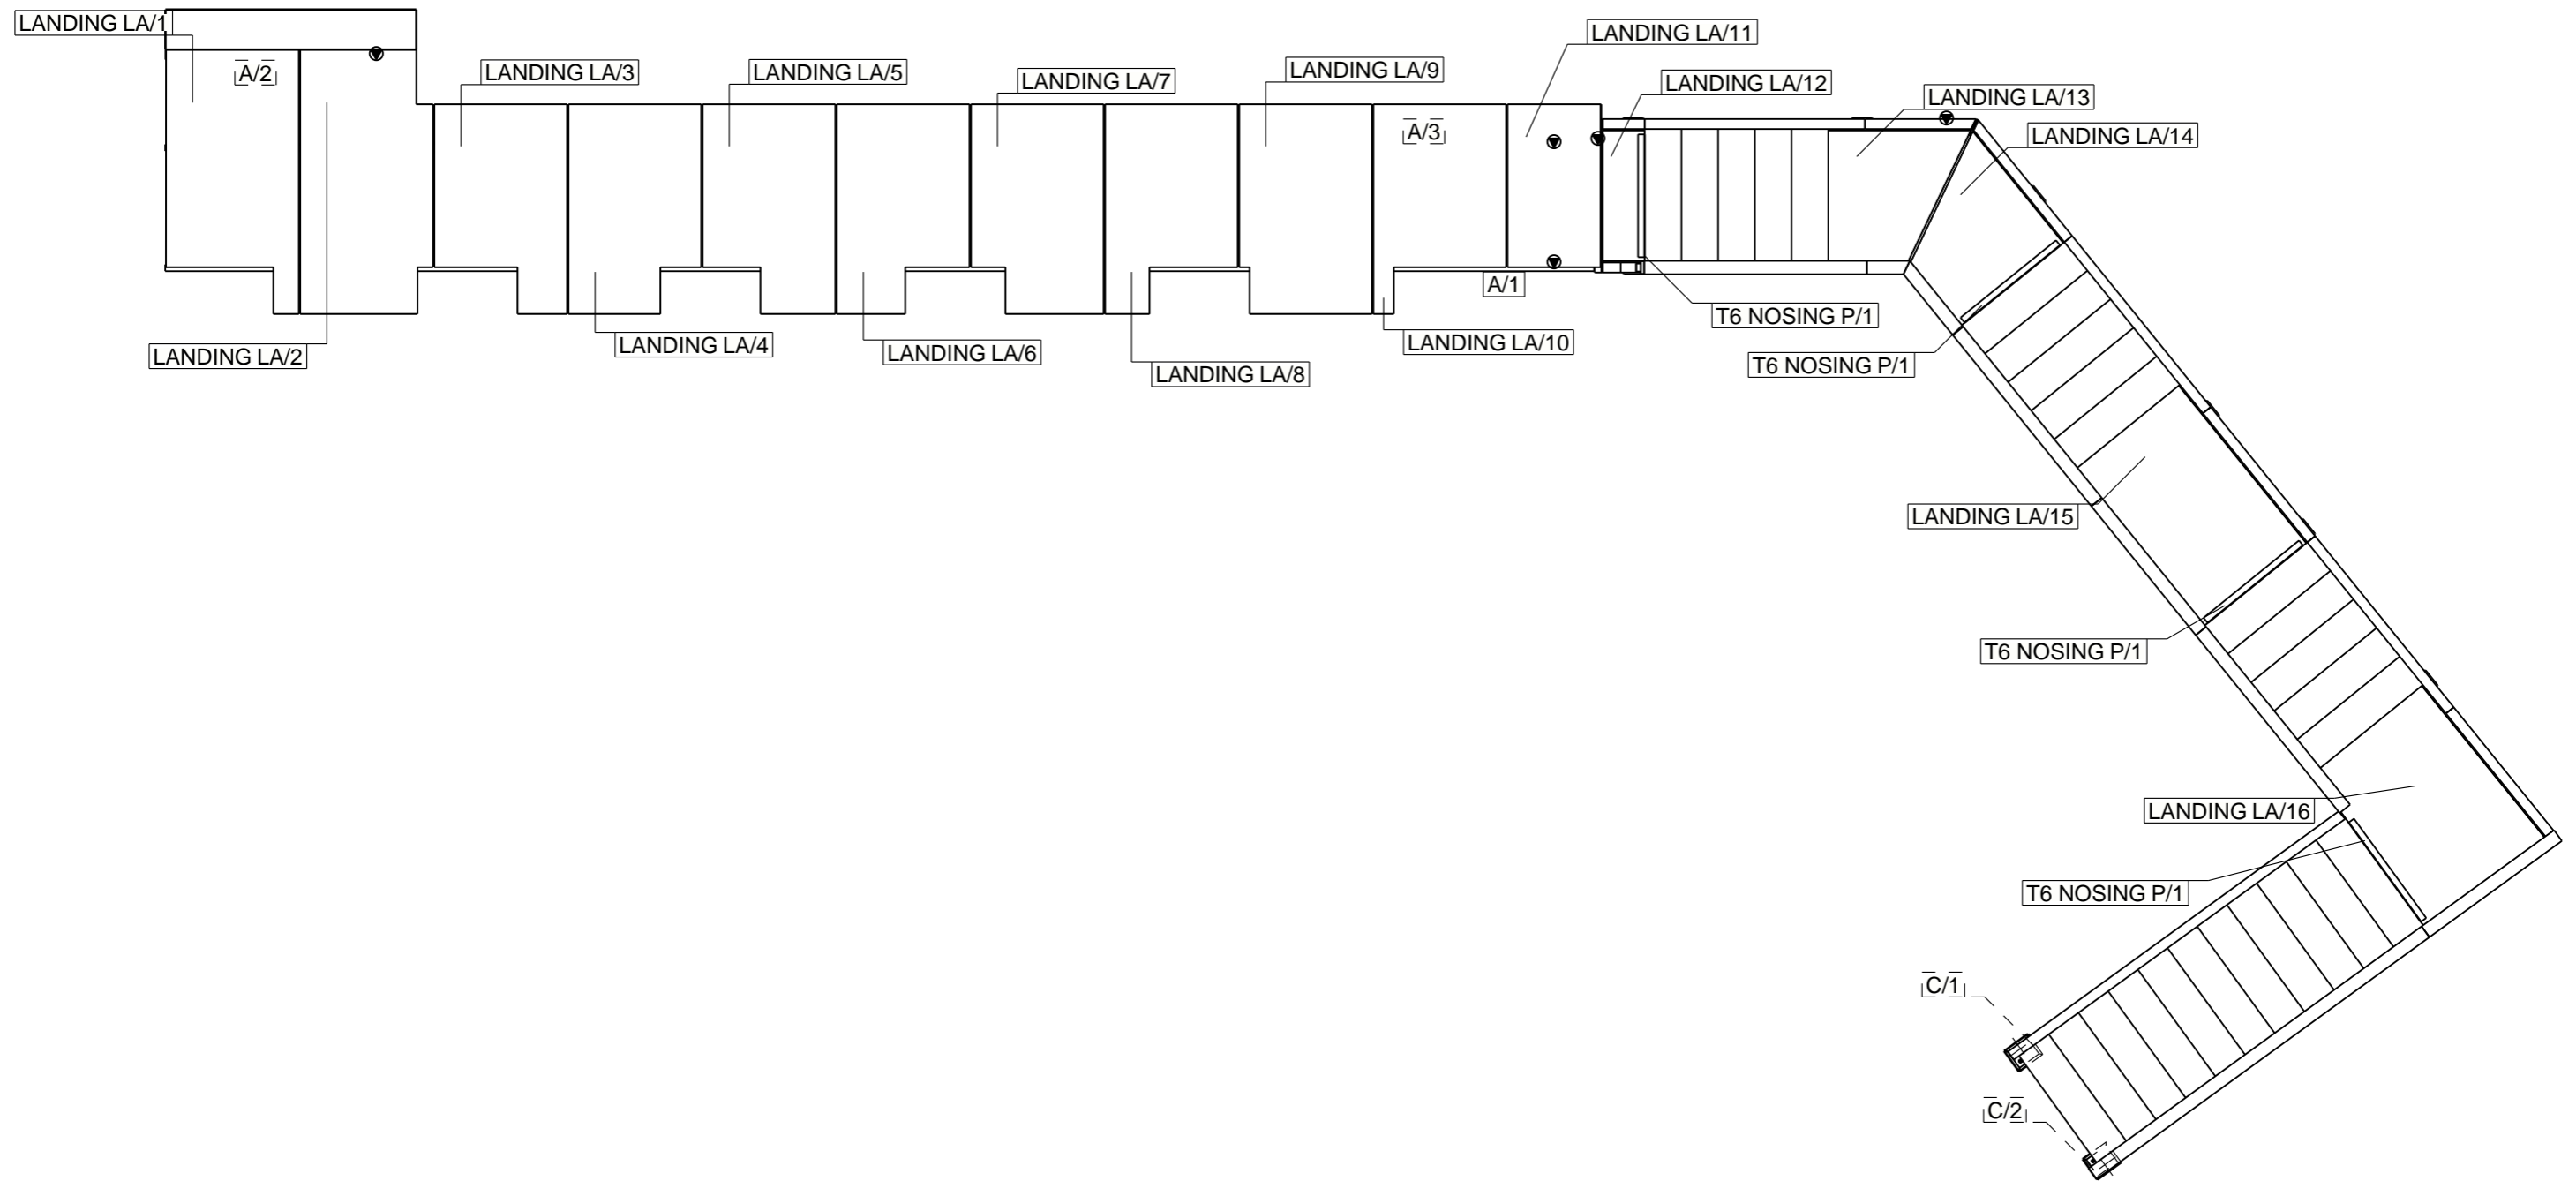 LANDING LA/1
LANDING LA/11
A/2
LANDING LA/3
LANDING LA/5
LANDING LA/7
LANDING LA/9
LANDING LA/12
LANDING LA/13
A/3
LANDING LA/14
A/1
T6 NOSING P/1
LANDING LA/2
LANDING LA/4
LANDING LA/6
LANDING LA/8
LANDING LA/10
T6 NOSING P/1
LANDING LA/15
T6 NOSING P/1
LANDING LA/16
T6 NOSING P/1
C/1
C/2